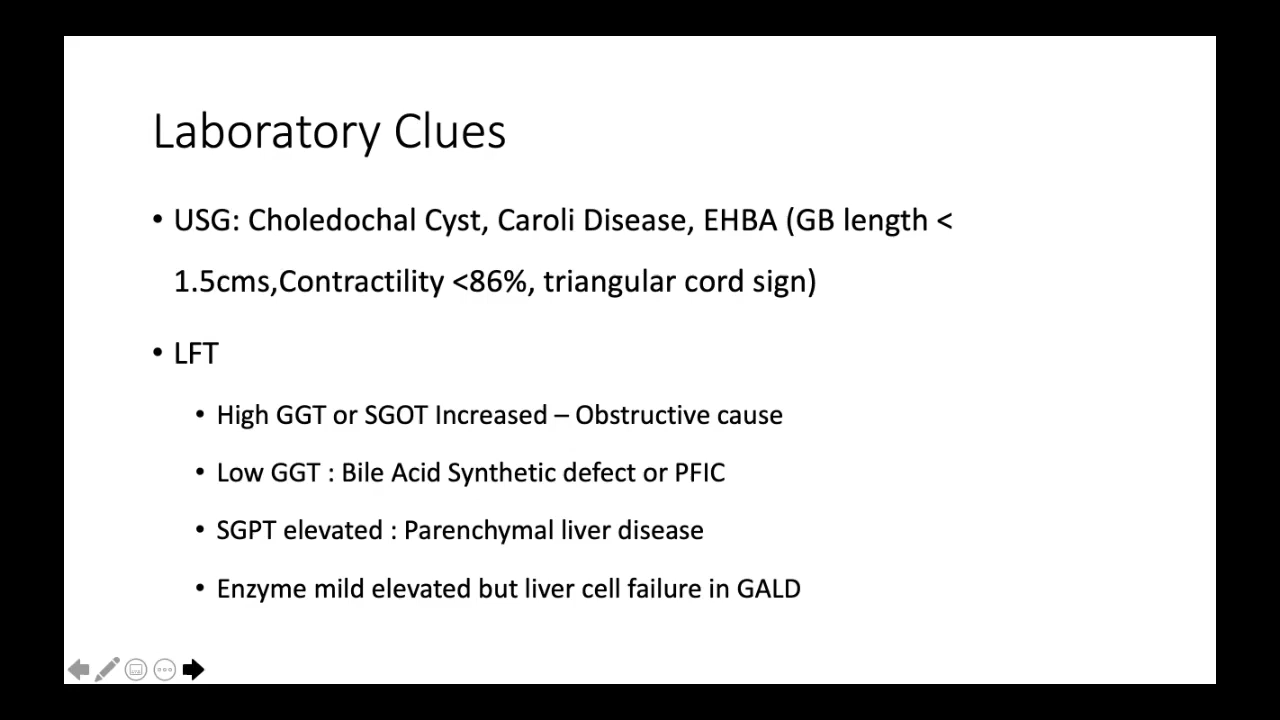 Laboratory Clues
• USG: Choledochal Cyst, Caroli Disease, EHBA (GB length <
1.5cms,Contractility <86%, triangular cord sign)
• LFT
• High GGT or SGOT Increased – Obstructive cause
• Low GGT : Bile Acid Synthetic defect or PFIC
• SGPT elevated : Parenchymal liver disease
• Enzyme mild elevated but liver cell failure in GALD